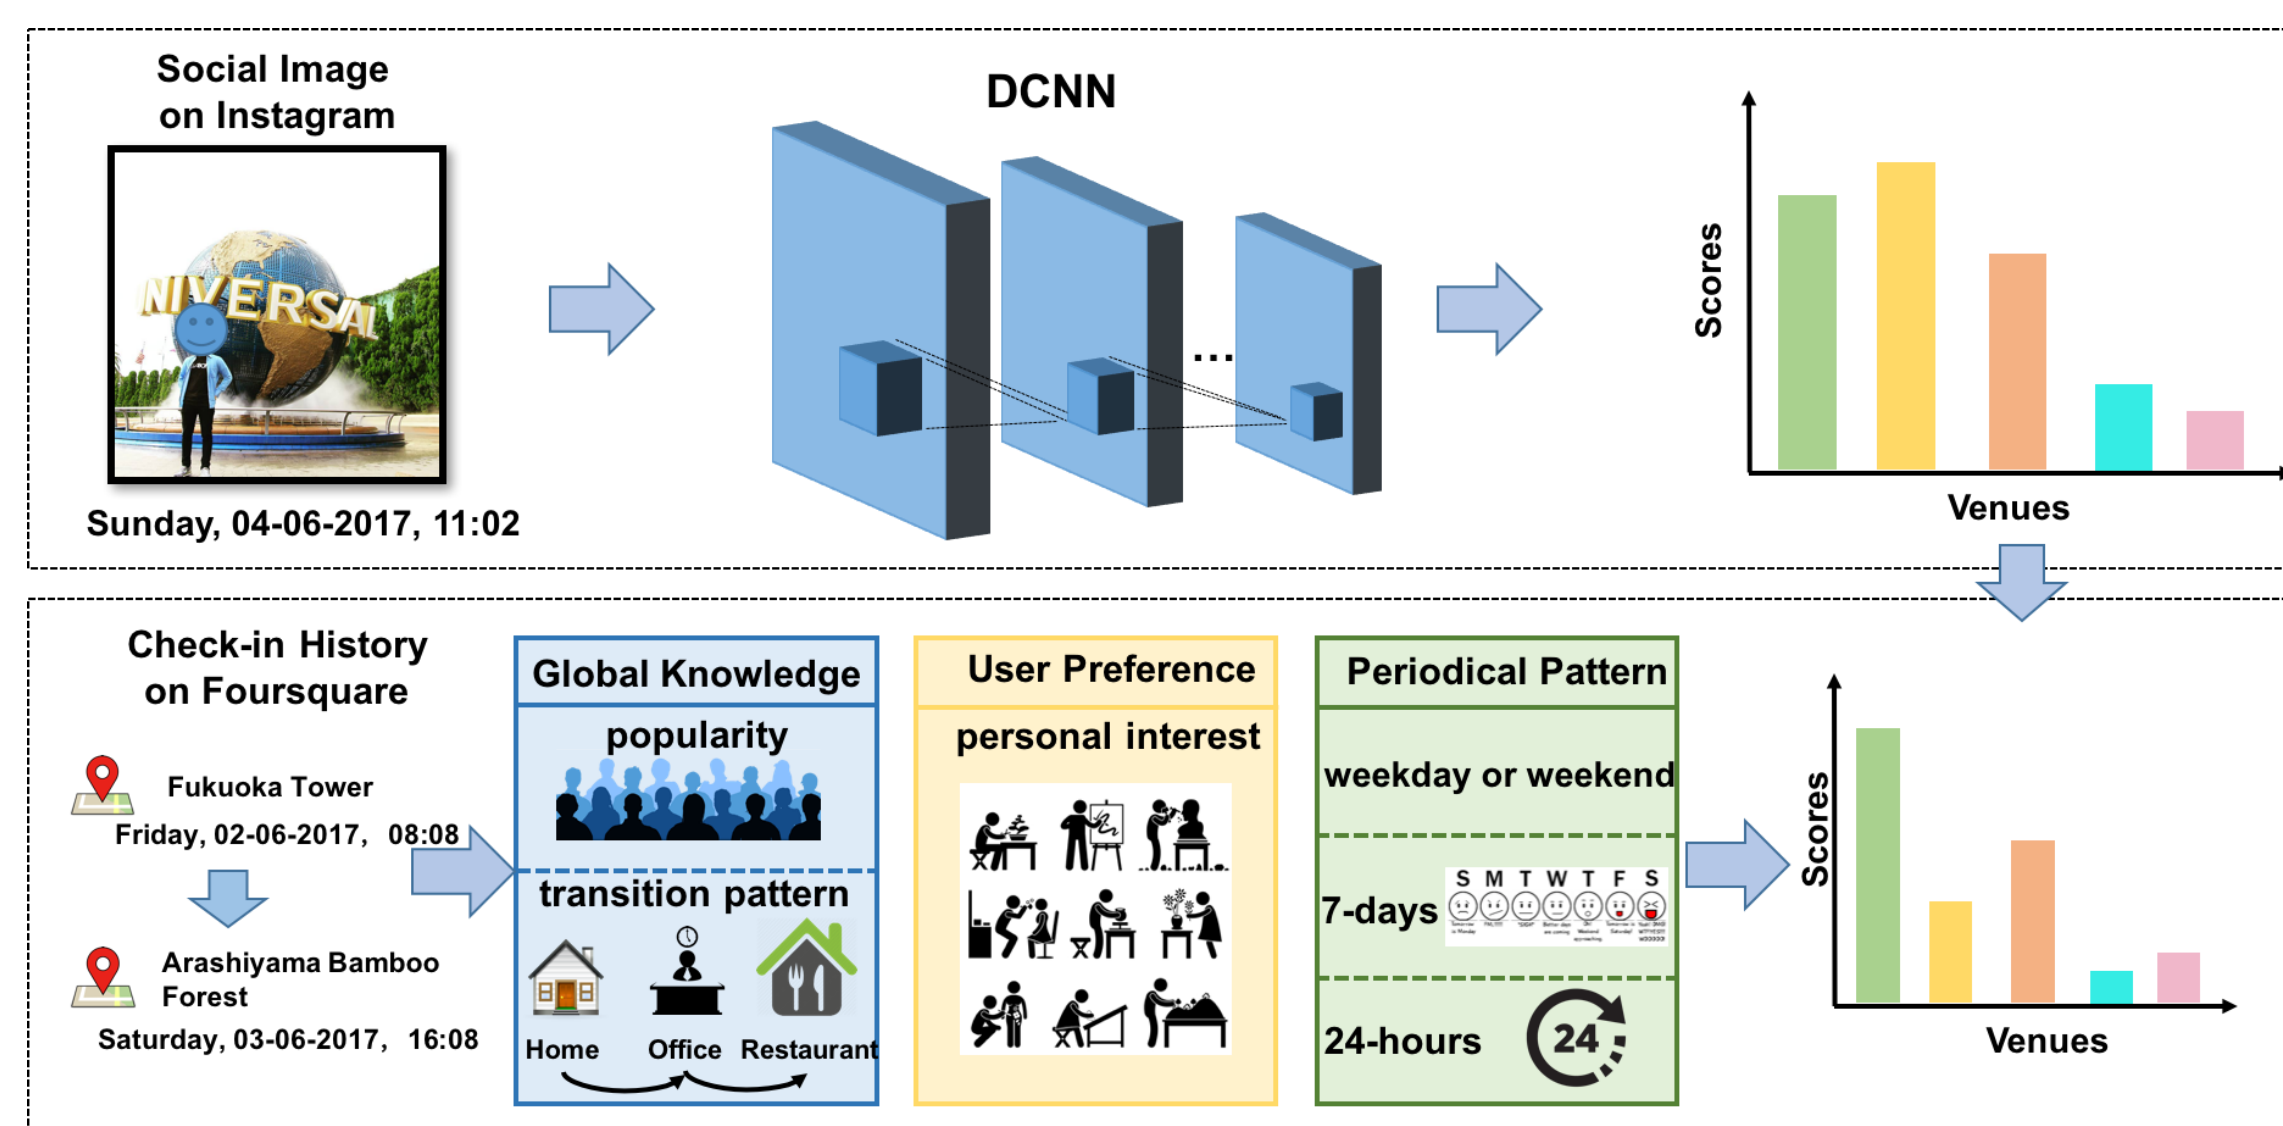 Social Image
on Instagram
NIVERSAL
Sunday, 04-06-2017, 11:02
DCNN
...
Scores
Venues
Check-in History
on Foursquare
Fukuoka Tower
Friday, 02-06-2017, 08:08
Arashiyama Bamboo
Forest
Saturday, 03-06-2017, 16:08
Global Knowledge
popularity
transition pattern
Home Office Restaurant
User Preference
personal interest
Periodical Pattern
weekday or weekend
7-days
S M T W T F S
24-hours
24
Scores
Venues